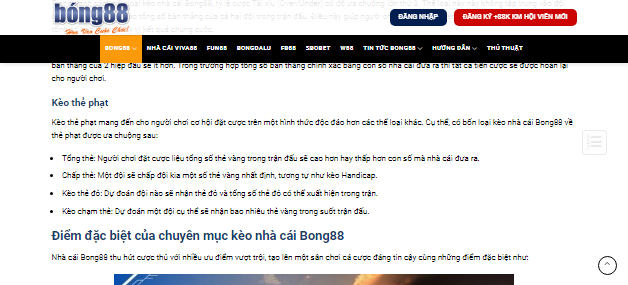 bóng88
Hòa Vào Cuộc Chơi!
ĐĂNG NHẬP
ĐĂNG KÝ +88K KM HỘI VIÊN MỚI
BONG88
NHÀ CÁI VIVA88
FUN88
BONGDALU
FB88
SBOBET
W88
TIN TỨC BONG88
HƯỚNG DẪN
THỦ THUẬT
bàn thắng của 2 hiệp đấu sẽ ít hơn. Trong trường hợp tổng số bàn thắng chính xác bằng con số nhà cái đưa ra thì tất cả tiền cược sẽ được hoàn lại
cho người chơi.
Kèo thẻ phạt
Kèo thẻ phạt mang đến cho người chơi cơ hội đặt cược trên một hình thức độc đáo hơn các thể loại khác. Cụ thể, có bốn loại kèo nhà cái Bong88 về
thẻ phạt được ưa chuộng sau:
Tổng thẻ: Người chơi đặt cược liệu tổng số thẻ vàng trong trận đấu sẽ cao hơn hay thấp hơn con số mà nhà cái đưa ra.
Chấp thẻ: Một đội sẽ chấp đội kia một số thẻ vàng nhất định, tương tự như kèo Handicap.
Kèo thẻ đỏ: Dự đoán đội nào sẽ nhận thẻ đỏ và tổng số thẻ đỏ có thể xuất hiện trong trận.
Kèo chạm thẻ: Dự đoán một đội cụ thể sẽ nhận bao nhiêu thẻ vàng trong suốt trận đấu.
Điểm đặc biệt của chuyên mục kèo nhà cái Bong88
Nhà cái Bong88 thu hút cược thủ với nhiều ưu điểm vượt trội, tạo lên một sân chơi cá cược đáng tin cậy cùng những điểm đặc biệt như: